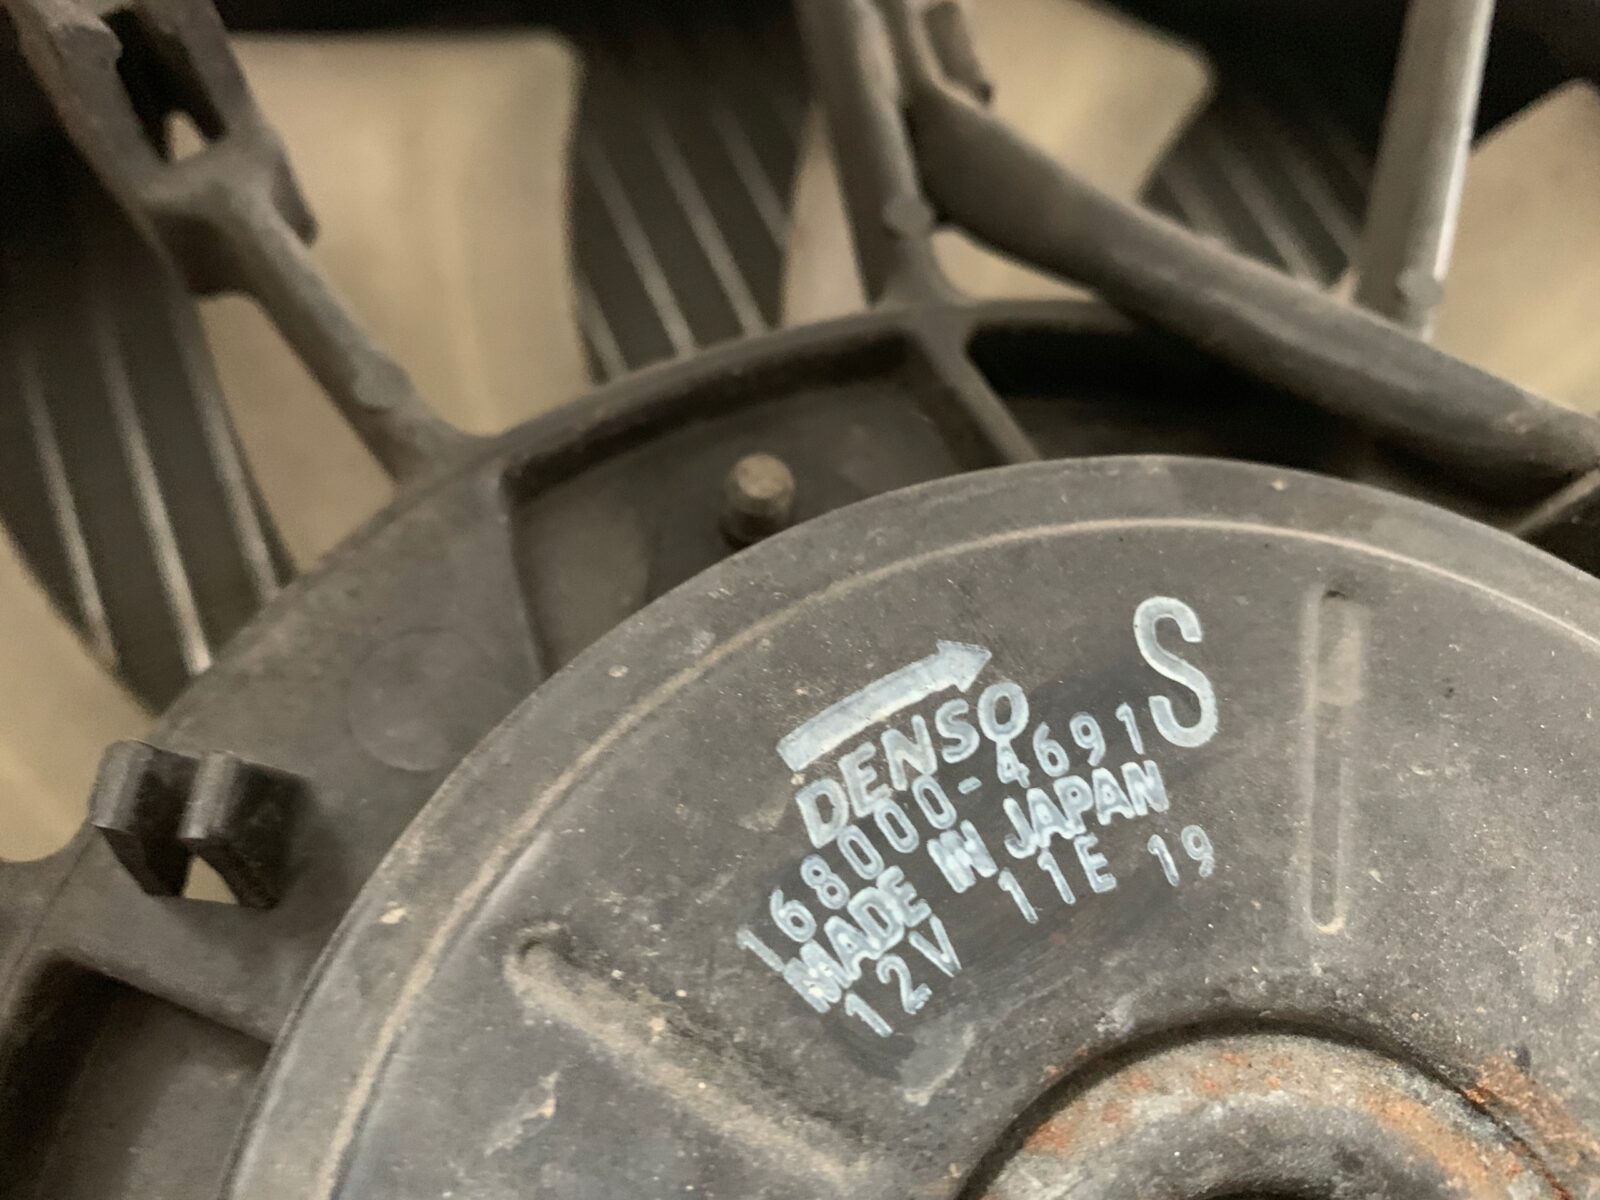 DENSO
168000-4691 S
MADE IN JAPAN
12V 11E 19